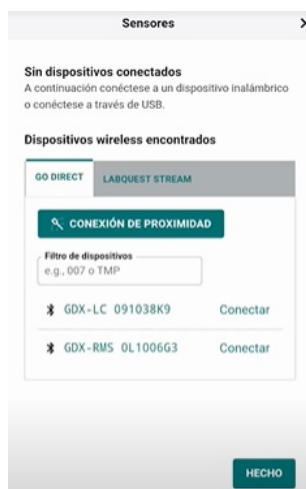 Sensores
Sin dispositivos conectados
A continuación conéctese a un dispositivo inalámbrico
o conéctese a través de USB.
Dispositivos wireless encontrados
GO DIRECT
LABQUEST STREAM
CONEXIÓN DE PROXIMIDAD
Filtro de dispositivos
e.g., 007 o TMP
GDX-LC 091038K9 Conectar
GDX-RMS 0L1006G3 Conectar
HECHO